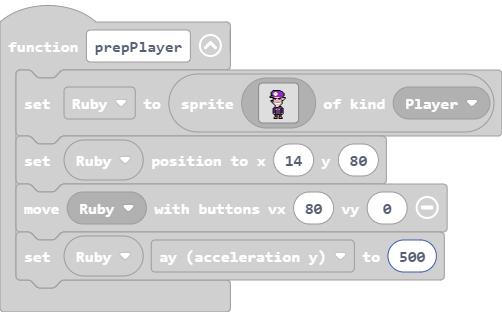 function prepPlayer
set Ruby to sprite of kind Player
set Ruby position to x 14 y 80
move Ruby with buttons vx 80 vy 0
set Ruby ay (acceleration y) to 500